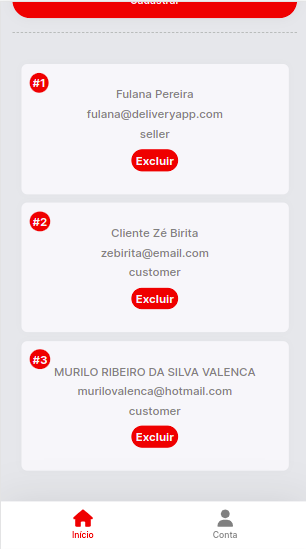 Cadastrar
#1
Fulana Pereira
fulana@deliveryapp.com
seller
Excluir
#2
Cliente Zé Birita
zebirita@email.com
customer
Excluir
#3
MURILO RIBEIRO DA SILVA VALENCA
murilovalenca@hotmail.com
customer
Excluir
Início
Conta